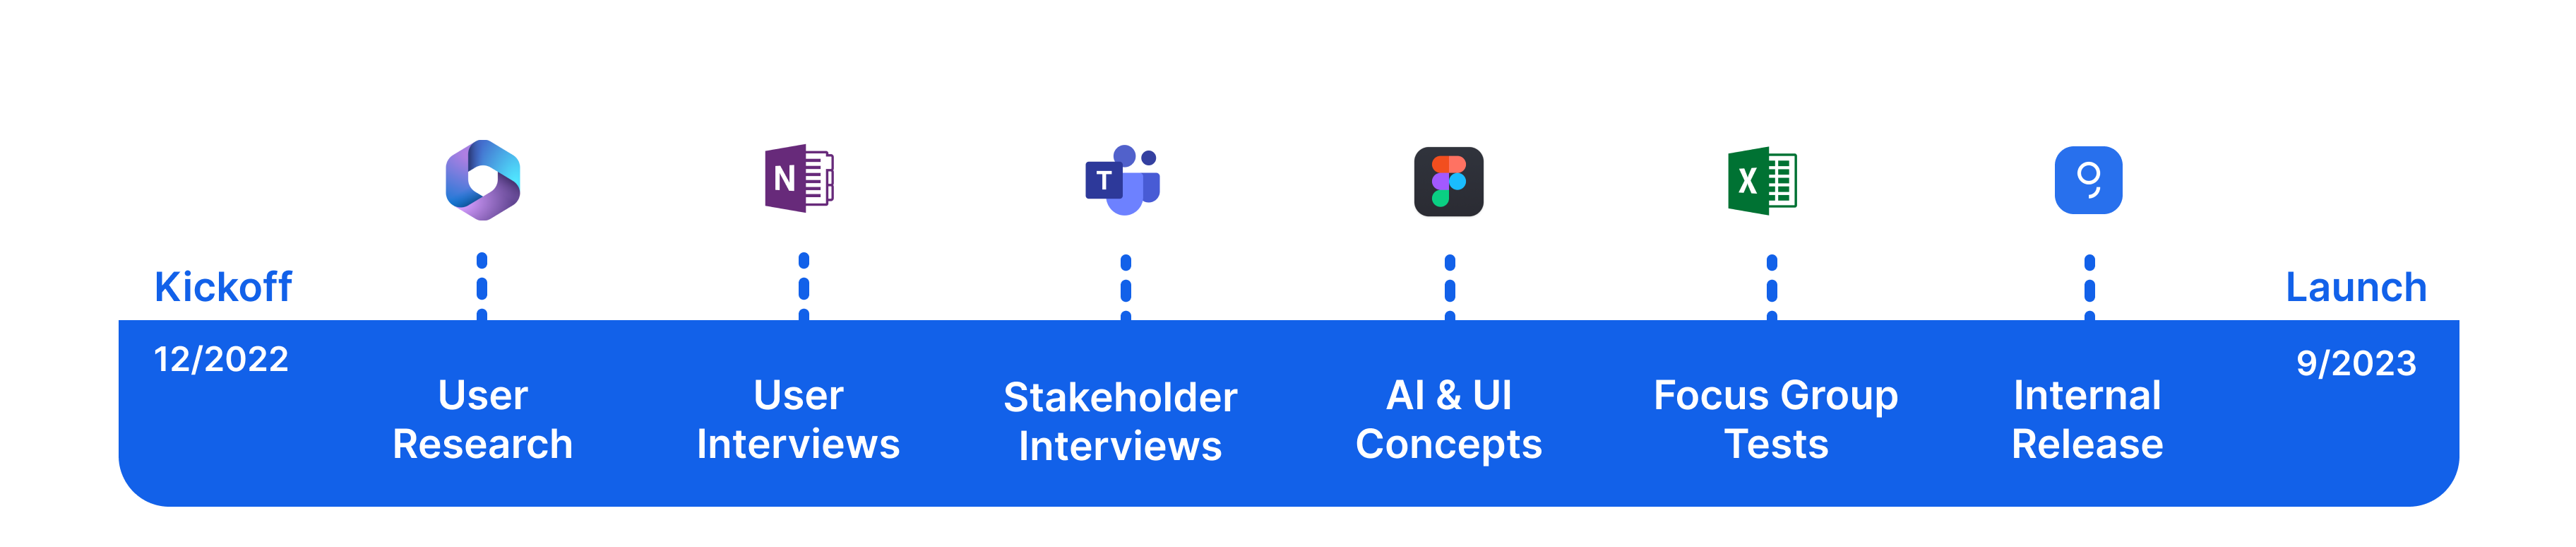 N
T
X
Kickoff
Launch
12/2022
9/2023
User
Research
User
Interviews
Stakeholder
Interviews
AI & UI
Concepts
Focus Group
Tests
Internal
Release